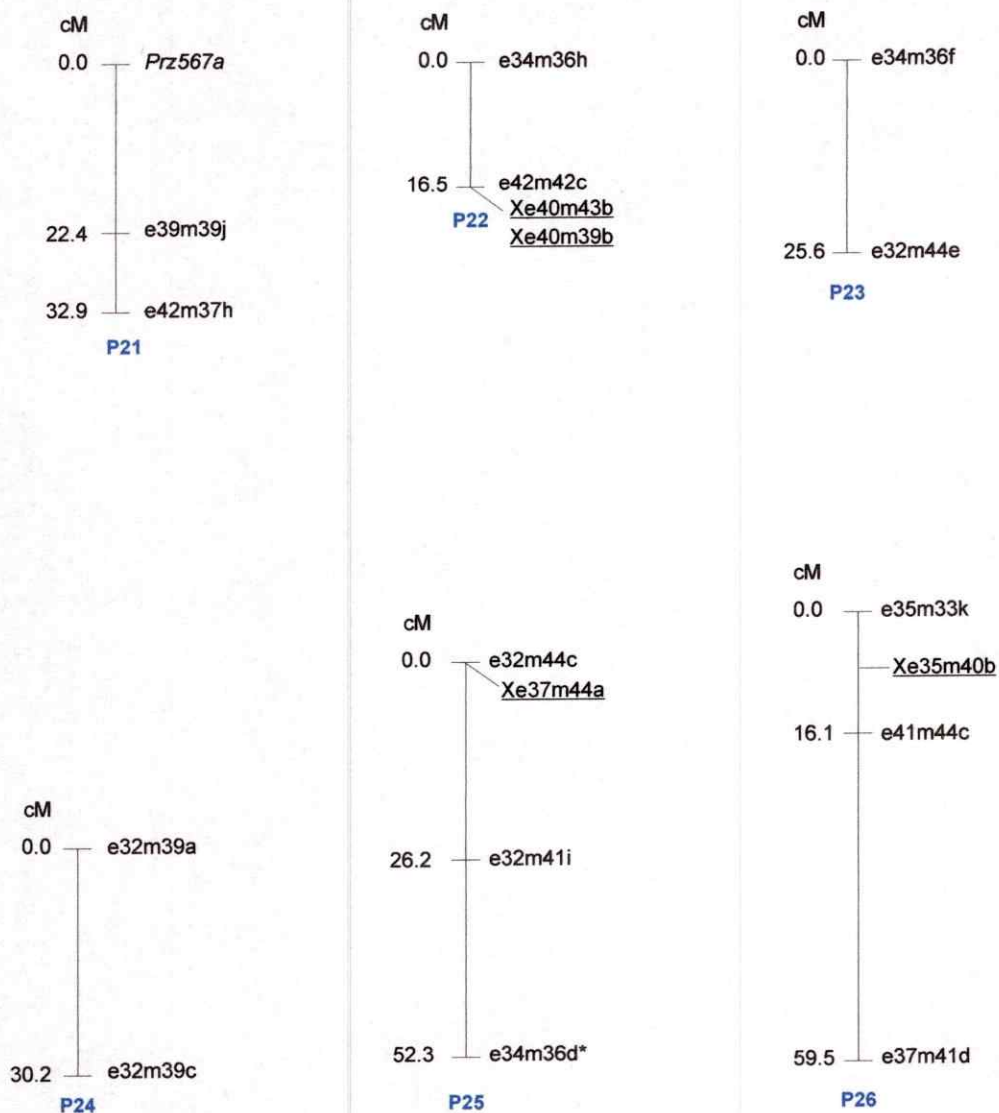 cM
0.0 Prz567a
22.4 e39m39j
32.9 e42m37h
P21
cM
0.0 e34m36h
16.5 e42m42c
Xe40m43b
Xe40m39b
P22
cM
0.0 e34m36f
25.6 e32m44e
P23
cM
0.0 e32m39a
30.2 e32m39c
P24
cM
0.0 e32m44c
Xe37m44a
26.2 e32m41i
52.3 e34m36d*
P25
cM
0.0 e35m33k
Xe35m40b
16.1 e41m44c
59.5 e37m41d
P26